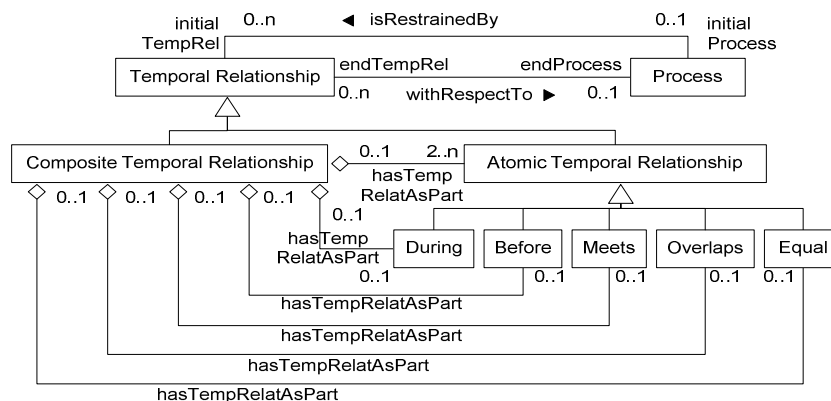 initial
TempRel
0..n
◄ isRestrainedBy
0..1
initial
Process
Temporal Relationship
endTempRel
endProcess
Process
0..n
withRespectTo ►
0..1
Composite Temporal Relationship
0..1
2..n
Atomic Temporal Relationship
hasTemp
RelatAsPart
0..1
0..1
0..1
0..1
0..1
hasTemp
RelatAsPart
During
Before
Meets
Overlaps
Equal
0..1
0..1
0..1
0..1
0..1
hasTempRelatAsPart
hasTempRelatAsPart
hasTempRelatAsPart
hasTempRelatAsPart